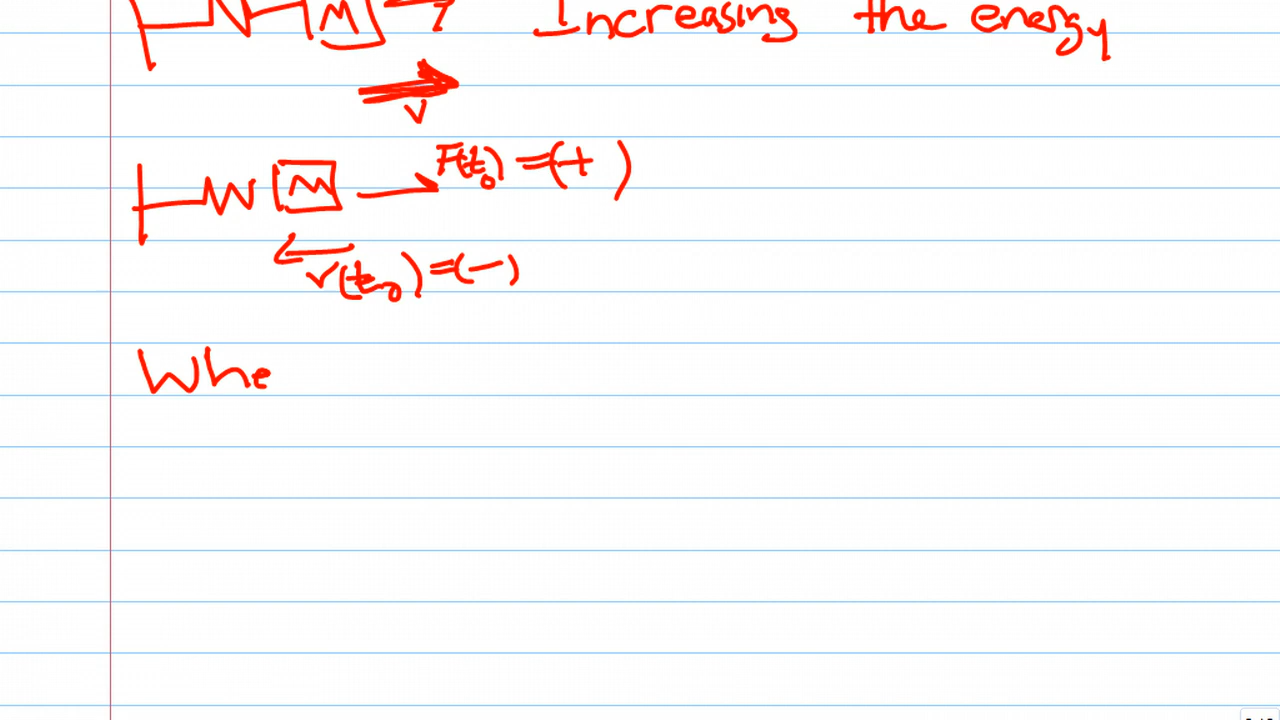 M F Increasing the energy
V
M F(t₀) = (+ )
v(t₀) = (-)
Whe